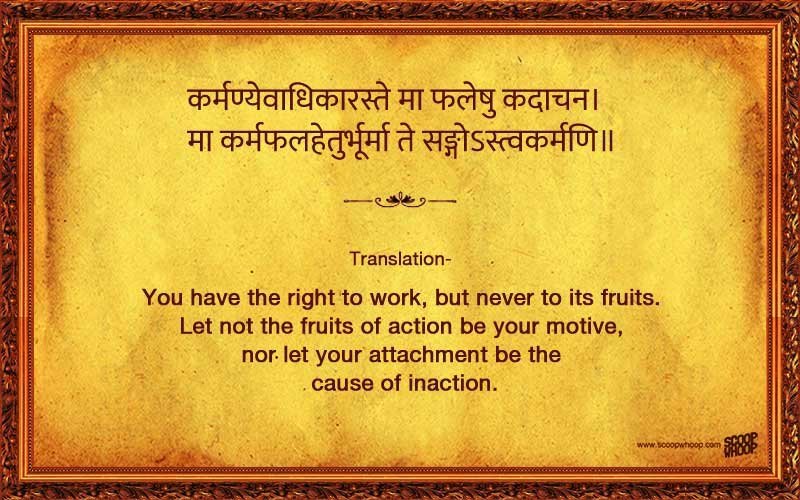 कर्मण्येवाधिकारस्ते मा फलेषु कदाचन।
मा कर्मफलहेतुर्भूर्मा ते सङ्गोऽस्त्वकर्मणि॥
Translation-
You have the right to work, but never to its fruits.
Let not the fruits of action be your motive,
nor let your attachment be the
cause of inaction.
www.scoopwhoop.com SCOOP
WHOOP